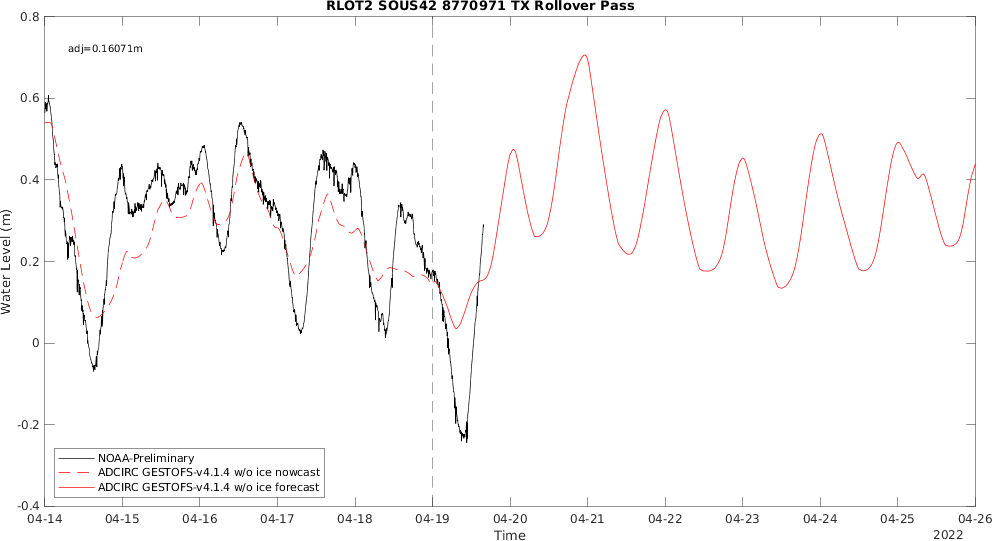 RLOT2 SOUS42 8770971 TX Rollover Pass
adj=0.16071m
0.8
0.6
0.4
0.2
0
-0.2
-0.4
Water Level (m)
NOAA-Preliminary
ADCIRC GESTOFS-v4.1.4 w/o ice nowcast
ADCIRC GESTOFS-v4.1.4 w/o ice forecast
04-14 04-15 04-16 04-17 04-18 04-19 04-20 04-21 04-22 04-23 04-24 04-25 04-26
Time
2022